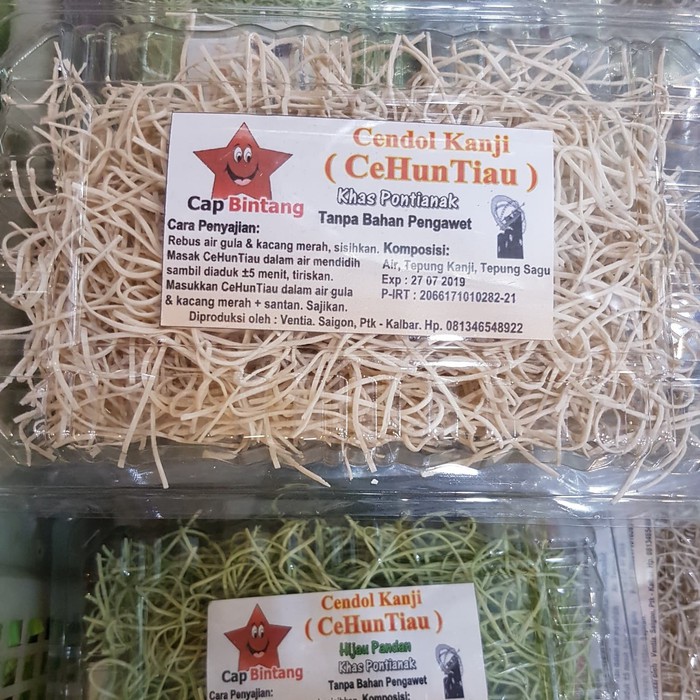 Cendol Kanji
( CeHunTiau )
Cap Bintang
Khas Pontianak
Tanpa Bahan Pengawet
Cara Penyajian:
Rebus air gula & kacang merah, sisihkan.
Masak CeHunTiau dalam air mendidih
sambil diaduk ±5 menit, tiriskan.
Masukkan CeHunTiau dalam air gula
& kacang merah + santan. Sajikan.
Komposisi:
Air, Tepung Kanji, Tepung Sagu
Exp : 27 07 2019
P-IRT : 2066171010282-21
Diproduksi oleh : Ventia. Saigon, Ptk - Kalbar. Hp. 081346548922
Cendol Kanji
( CeHunTiau )
Hijau Pandan
Cap Bintang
Khas Pontianak
Tanpa Bahan Pengawet
Cara Penyajian:
Komposisi: